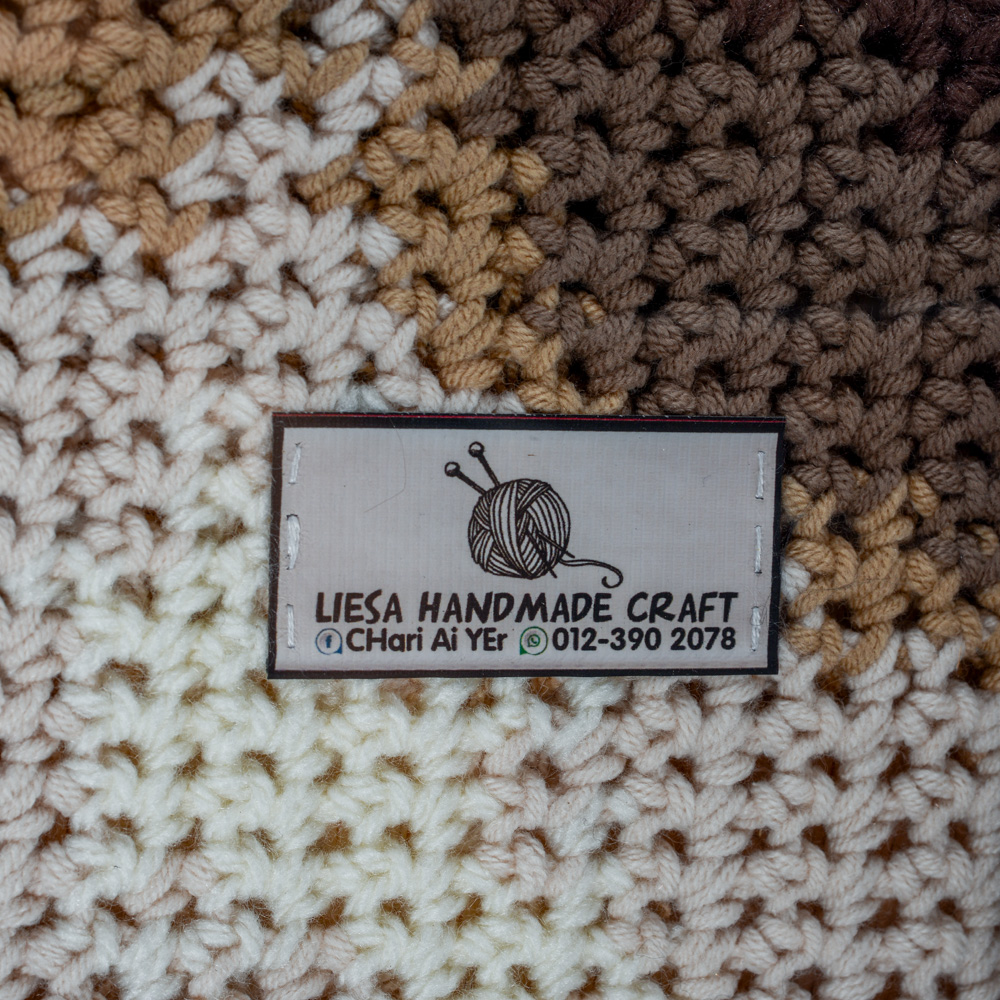 LIESA HANDMADE CRAFT
CHari Ai YEr 012-390 2078